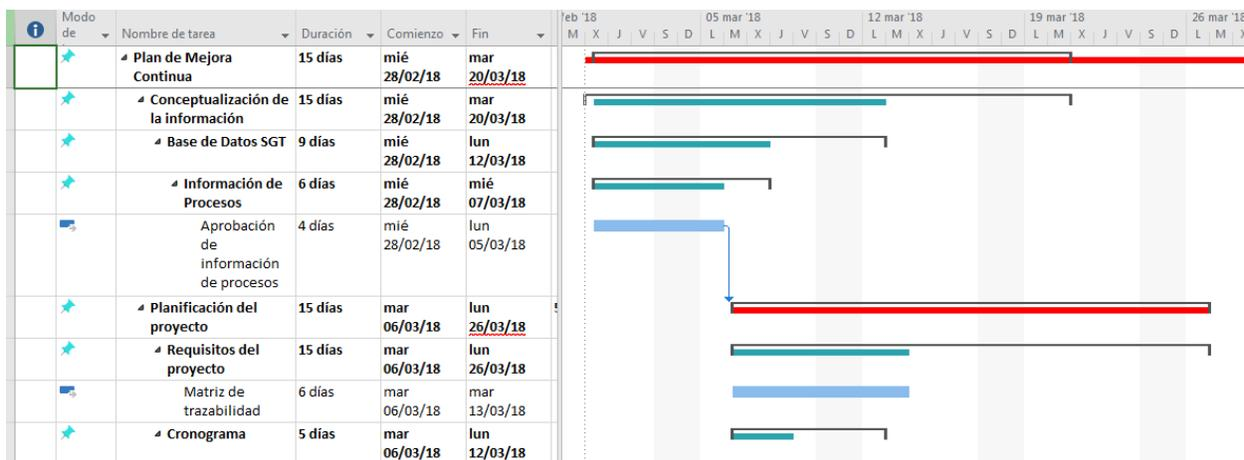 Modo de
Nombre de tarea
Duración
Comienzo
Fin
feb '18
05 mar '18
12 mar '18
19 mar '18
26 mar '18
M X J V S D L M X J V S D L M X J V S D L M X J V S D L M
Plan de Mejora
Continua
15 días
mié
28/02/18
mar
20/03/18
Conceptualización de
la información
15 días
mié
28/02/18
mar
20/03/18
Base de Datos SGT
9 días
mié
28/02/18
lun
12/03/18
Información de
Procesos
6 días
mié
28/02/18
mié
07/03/18
Aprobación
de
información
de procesos
4 días
mié
28/02/18
lun
05/03/18
Planificación del
proyecto
15 días
mar
06/03/18
lun
26/03/18
Requisitos del
proyecto
15 días
mar
06/03/18
lun
26/03/18
Matriz de
trazabilidad
6 días
mar
06/03/18
mar
13/03/18
Cronograma
5 días
mar
06/03/18
lun
12/03/18